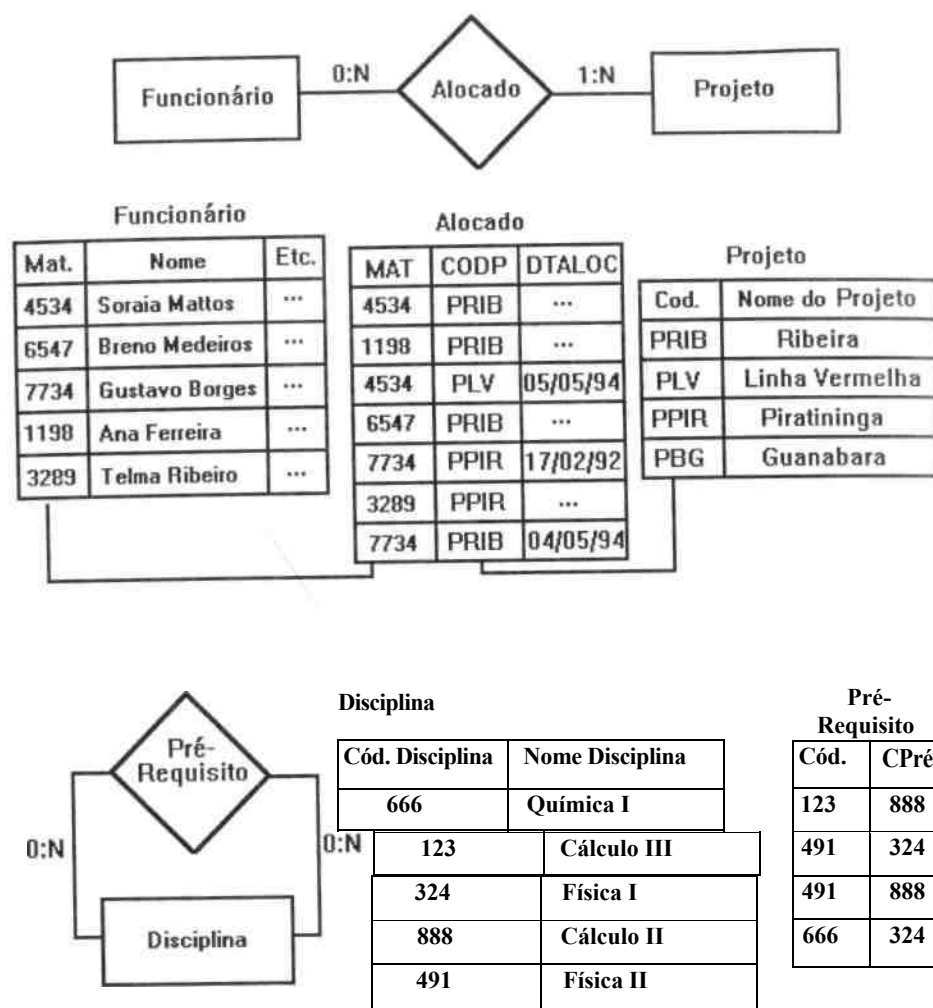 Funcionário 0:N Alocado 1:N Projeto
Funcionário
Mat. Nome Etc.
4534 Soraia Mattos ...
6547 Breno Medeiros ...
7734 Gustavo Borges ...
1198 Ana Ferreira ...
3289 Telma Ribeiro ...
Alocado
MAT CODP DTALOC
4534 PRIB ...
1198 PRIB ...
4534 PLV 05/05/94
6547 PRIB ...
7734 PPIR 17/02/92
3289 PPIR ...
7734 PRIB 04/05/94
Projeto
Cod. Nome do Projeto
PRIB Ribeira
PLV Linha Vermelha
PPIR Piratininga
PBG Guanabara
Pré-
Requisito
0:N 0:N
Disciplina
Disciplina
Cód. Disciplina Nome Disciplina
666 Química I
123 Cálculo III
324 Física I
888 Cálculo II
491 Física II
Pré-
Requisito
Cód. CPré
123 888
491 324
491 888
666 324